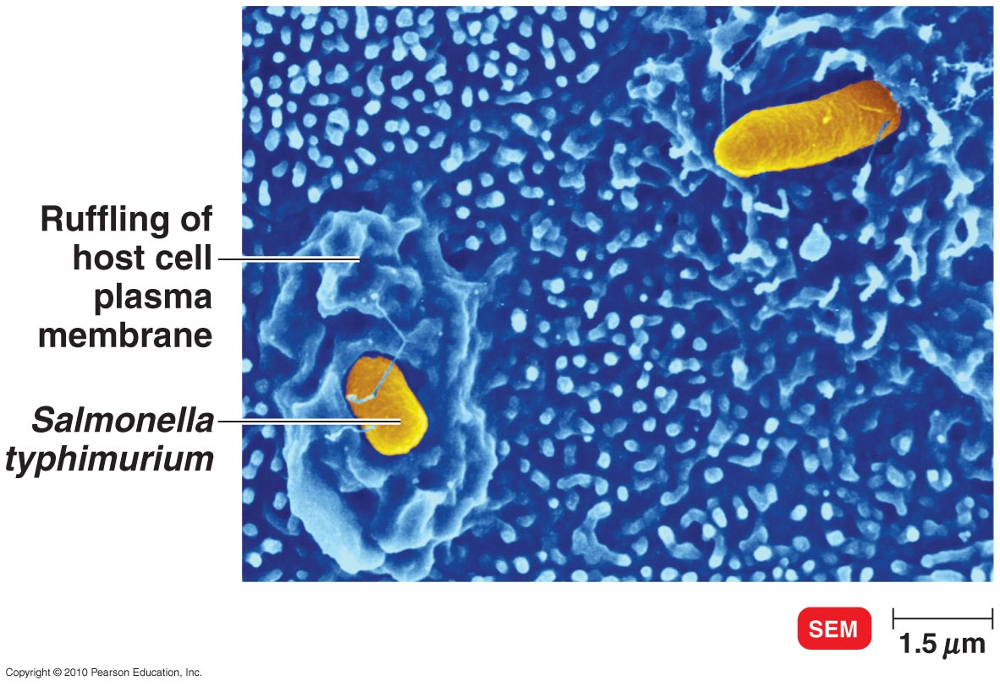 Ruffling of
host cell
plasma
membrane
Salmonella
typhimurium
SEM
1.5 μm
Copyright © 2010 Pearson Education, Inc.